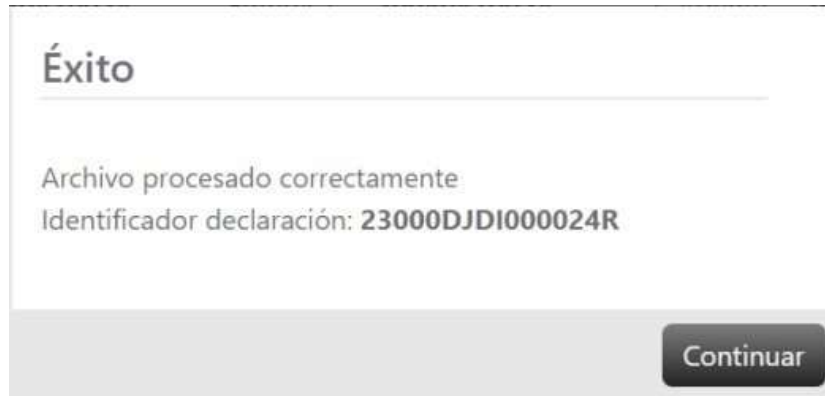 Éxito
Archivo procesado correctamente
Identificador declaración: 23000DJDI000024R
Continuar